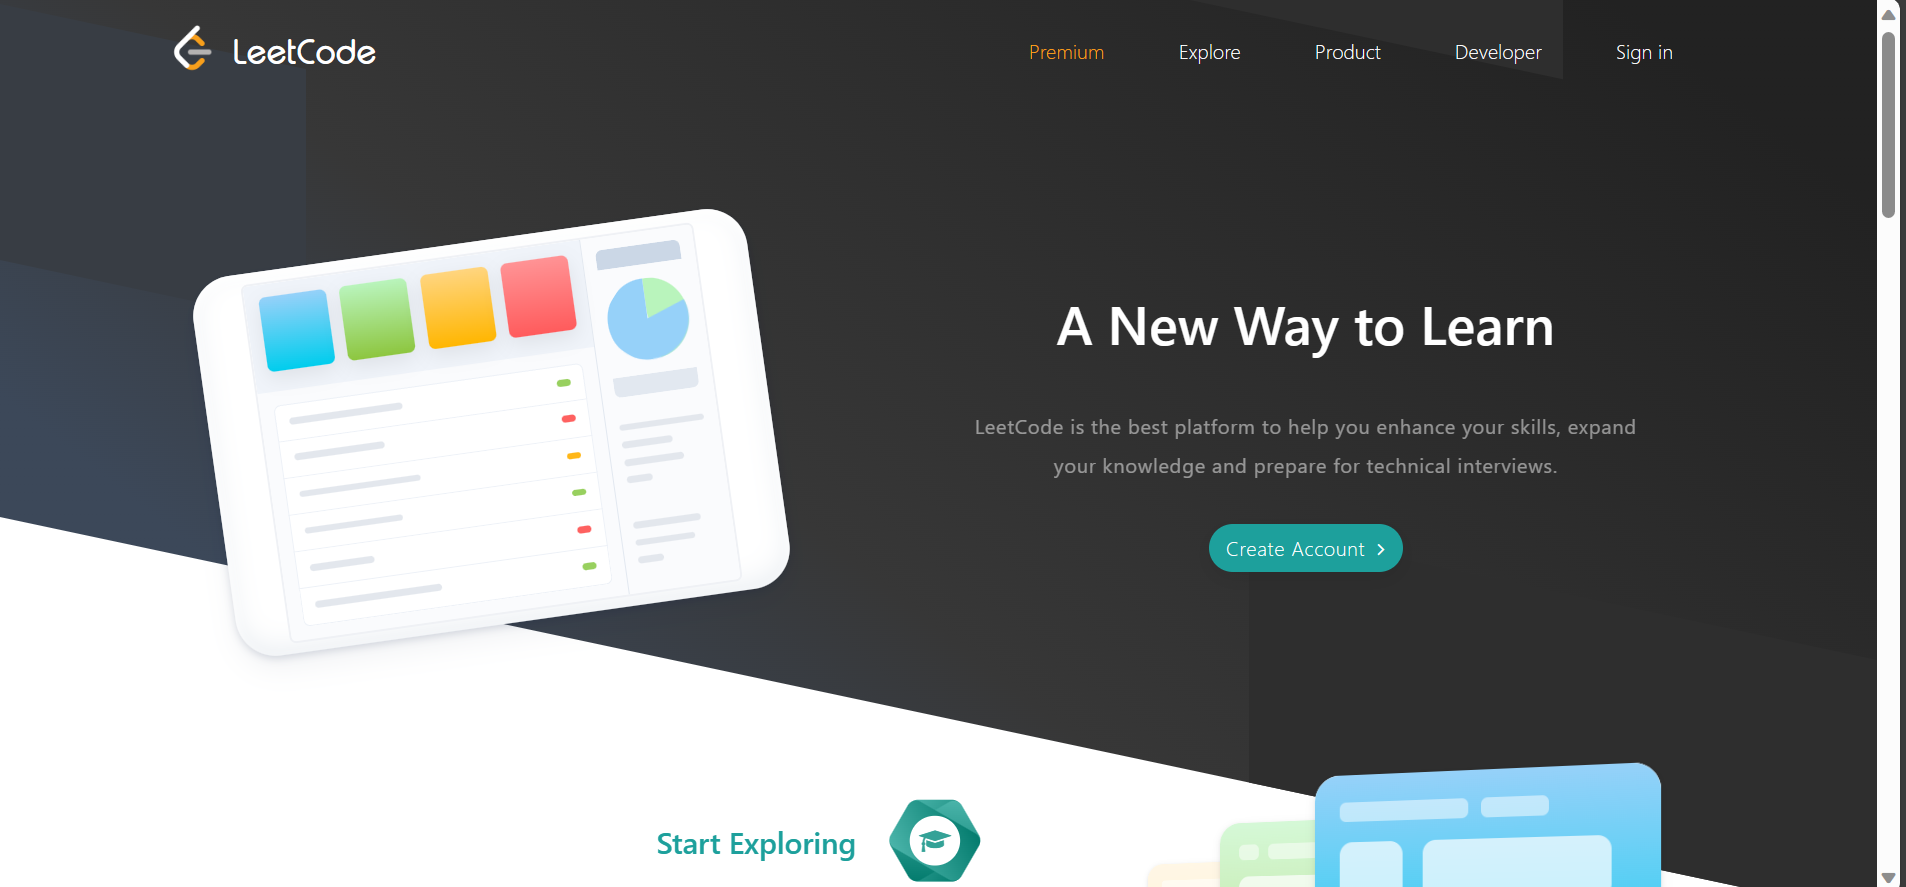 LeetCode
Premium
Explore
Product
Developer
Sign in
A New Way to Learn
LeetCode is the best platform to help you enhance your skills, expand
your knowledge and prepare for technical interviews.
Create Account
Start Exploring